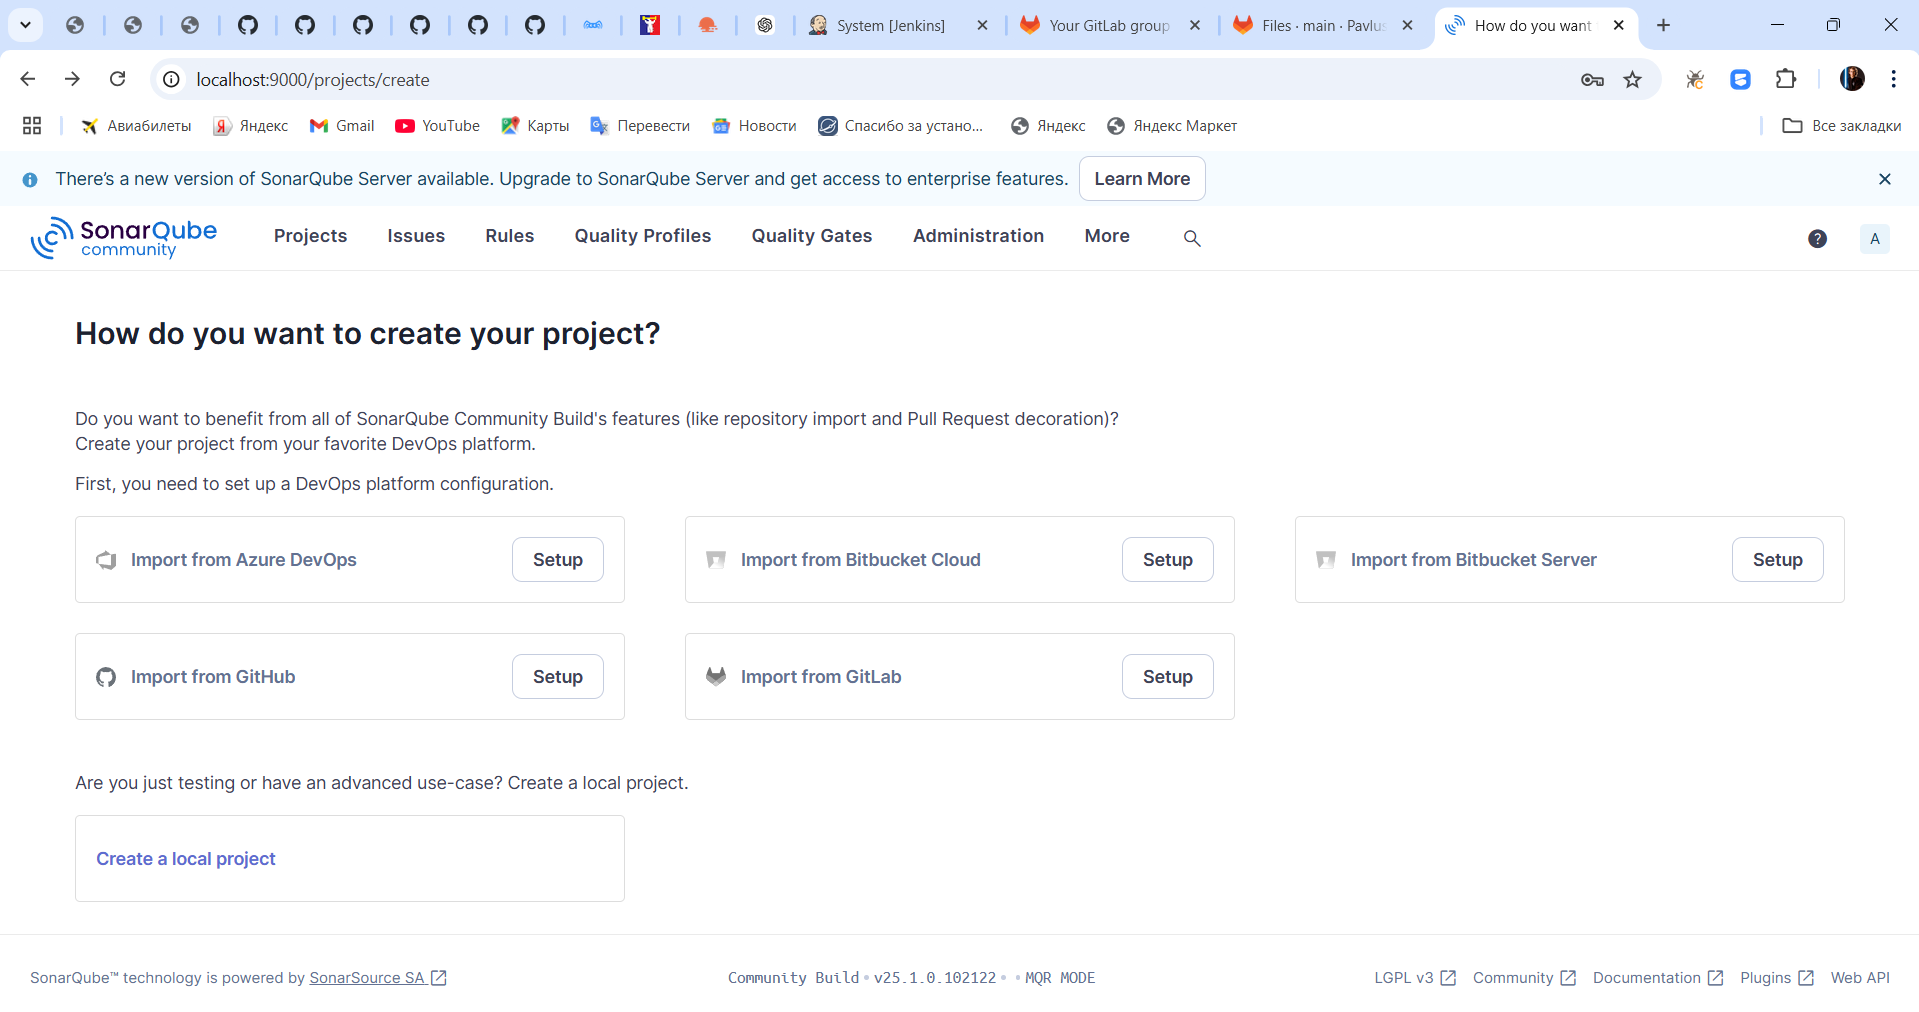 System [Jenkins]
Your GitLab group
Files · main · Pavlus
How do you want
localhost:9000/projects/create
Авиабилеты
Яндекс
Gmail
YouTube
Карты
Перевести
Новости
Спасибо за устано...
Яндекс
Яндекс Маркет
Все закладки
There's a new version of SonarQube Server available. Upgrade to SonarQube Server and get access to enterprise features.
Learn More
SonarQube
community
Projects
Issues
Rules
Quality Profiles
Quality Gates
Administration
More
A
How do you want to create your project?
Do you want to benefit from all of SonarQube Community Build's features (like repository import and Pull Request decoration)?
Create your project from your favorite DevOps platform.
First, you need to set up a DevOps platform configuration.
Import from Azure DevOps
Setup
Import from Bitbucket Cloud
Setup
Import from Bitbucket Server
Setup
Import from GitHub
Setup
Import from GitLab
Setup
Are you just testing or have an advanced use-case? Create a local project.
Create a local project
SonarQube™ technology is powered by SonarSource SA
Community Build • v25.1.0.102122 • • MQR MODE
LGPL v3
Community
Documentation
Plugins
Web API